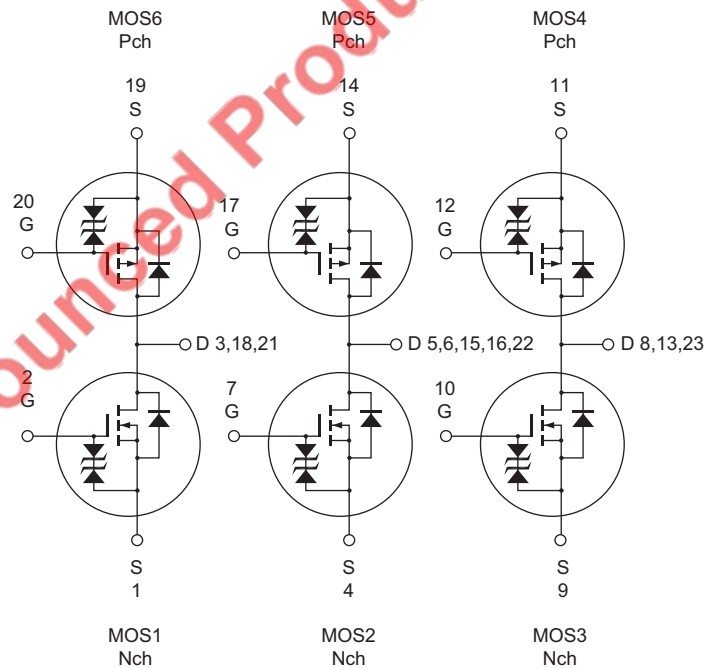 MOS6
Pch
MOS5
Pch
MOS4
Pch
19
S
14
S
11
S
20
G
17
G
12
G
D 3,18,21
D 5,6,15,16,22
D 8,13,23
2
G
7
G
10
G
S
1
S
4
S
9
MOS1
Nch
MOS2
Nch
MOS3
Nch